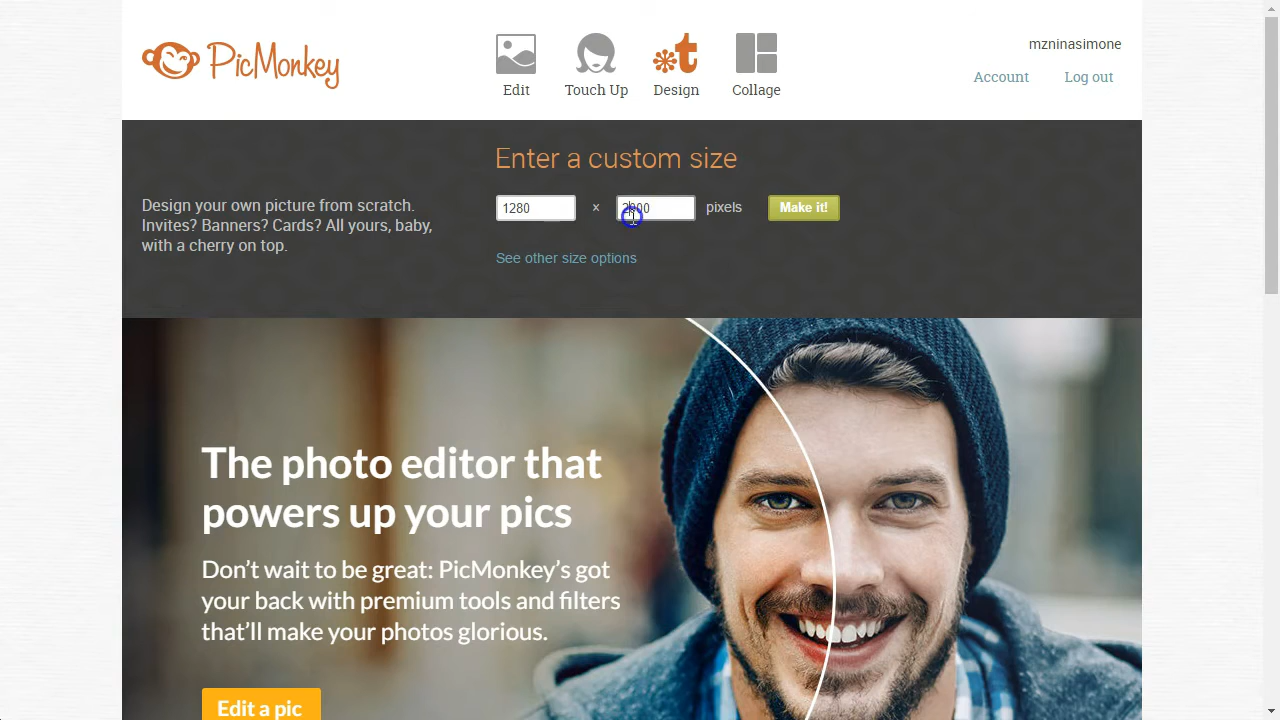 PicMonkey
Edit
Touch Up
Design
Collage
mzninasimone
Account
Log out
Design your own picture from scratch.
Invites? Banners? Cards? All yours, baby,
with a cherry on top.
Enter a custom size
1280
×
pixels
Make it!
See other size options
The photo editor that
powers up your pics
Don’t wait to be great: PicMonkey’s got
your back with premium tools and filters
that’ll make your photos glorious.
Edit a pic